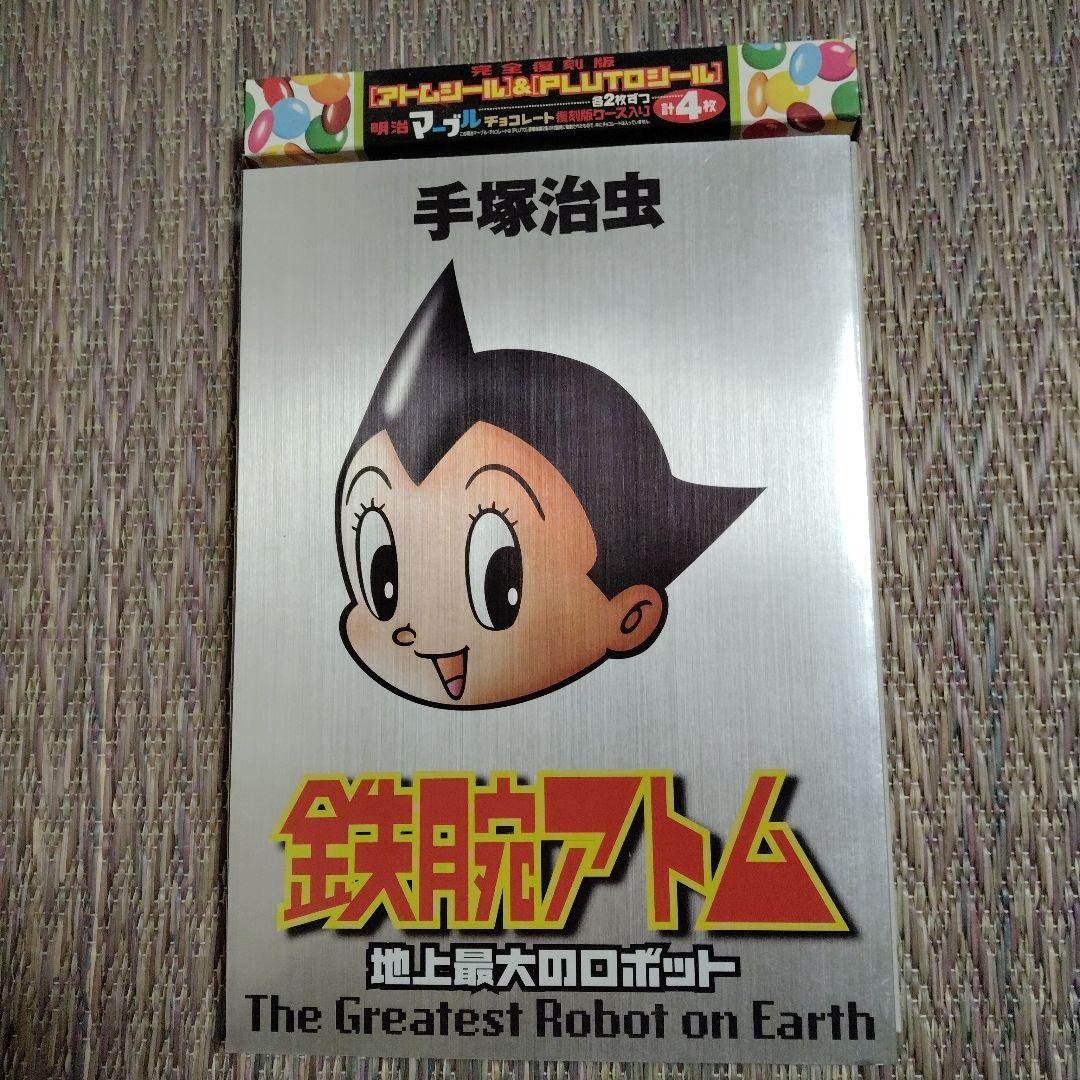 完全復刻版
[アトムシール]&[PLUTOシール]
各2枚ずつ
計4枚
明治マーブルチョコレート復刻版ケース入り
手塚治虫
鉄腕アトム
地上最大のロボット
The Greatest Robot on Earth